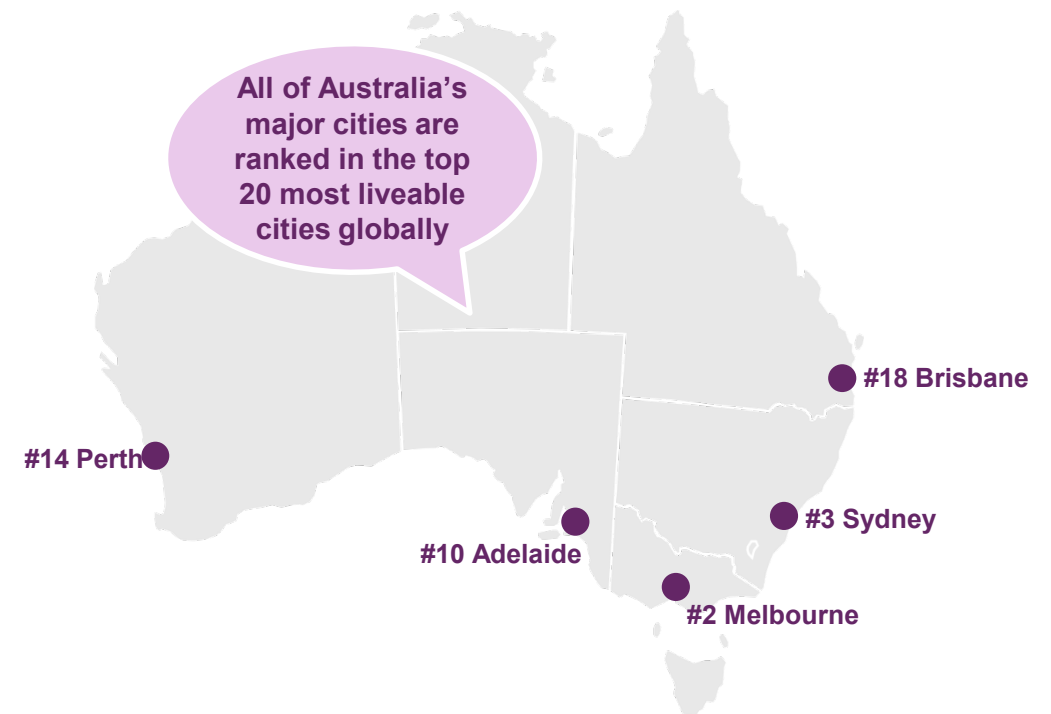 All of Australia’s
major cities are
ranked in the top
20 most liveable
cities globally
#18 Brisbane
#14 Perth
#3 Sydney
#10 Adelaide
#2 Melbourne